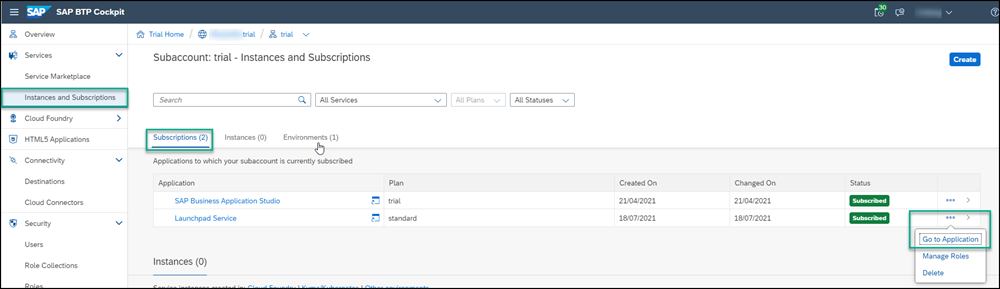 SAP SAP BTP Cockpit 30
Overview
Services
Service Marketplace
Instances and Subscriptions
Cloud Foundry
HTML5 Applications
Connectivity
Destinations
Cloud Connectors
Security
Users
Role Collections
Roles
Trial Home / trial / trial
Subaccount: trial - Instances and Subscriptions
Create
Search All Services All Plans All Statuses
Subscriptions (2) Instances (0) Environments (1)
Applications to which your subaccount is currently subscribed
Application Plan Created On Changed On Status
SAP Business Application Studio trial 21/04/2021 21/04/2021 Subscribed
Launchpad Service standard 18/07/2021 18/07/2021 Subscribed
Go to Application
Manage Roles
Delete
Instances (0)
Service instances created in: Cloud Foundry | Kyma/Kubernetes | Other environments